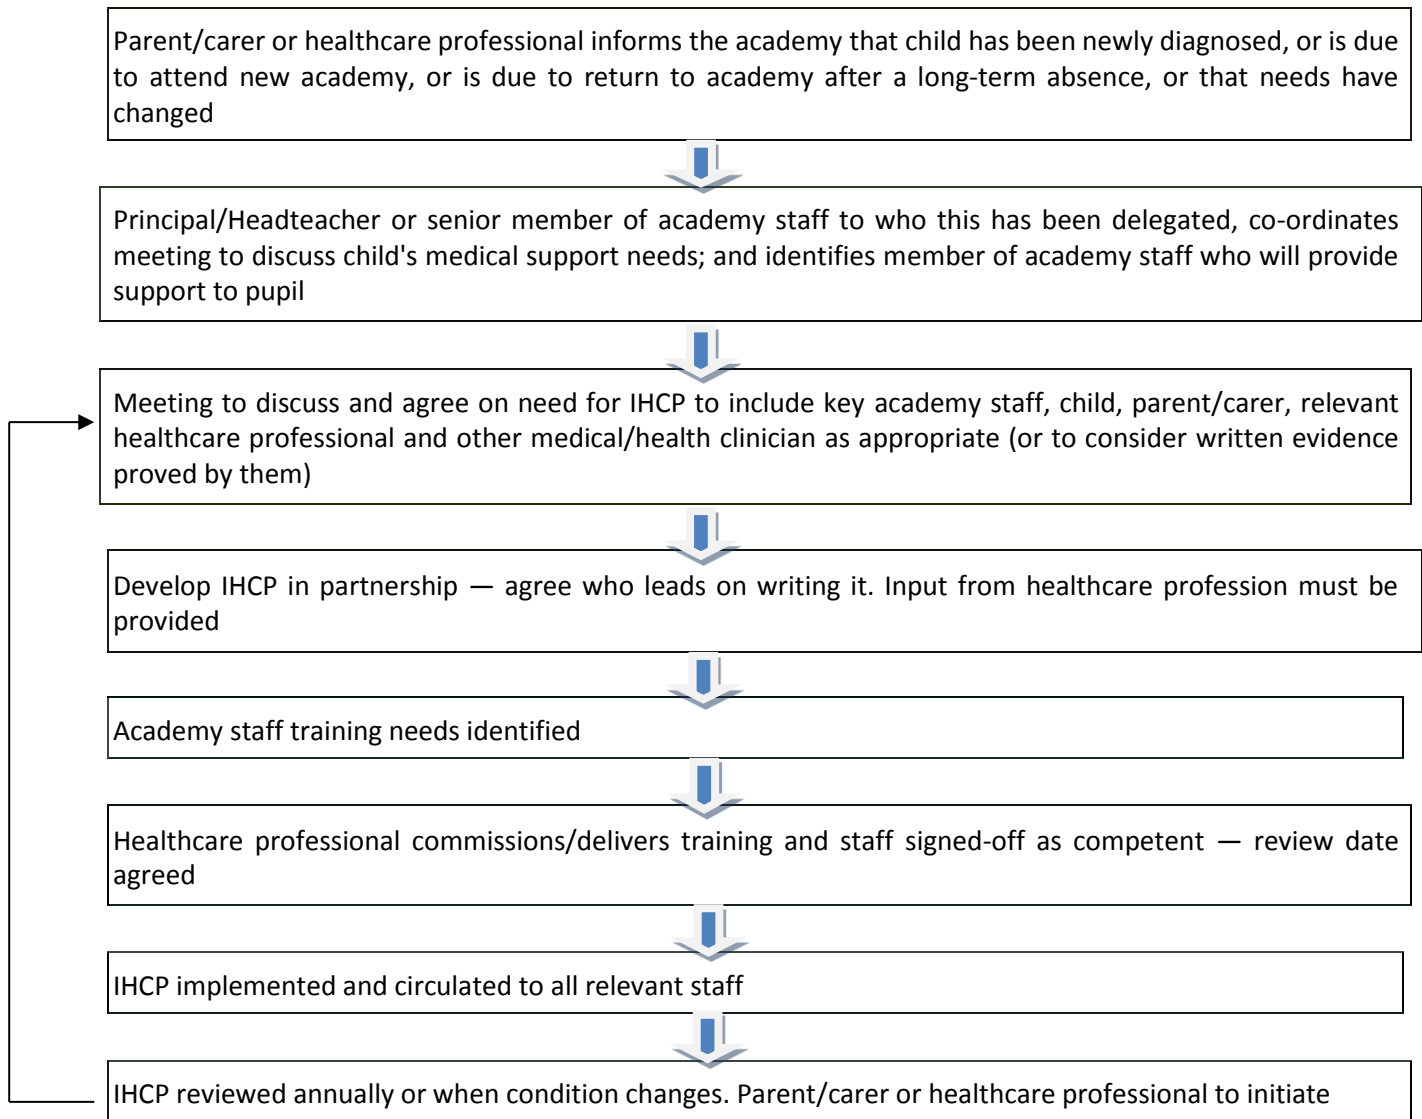 Parent/carer or healthcare professional informs the academy that child has been newly diagnosed, or is due
to attend new academy, or is due to return to academy after a long-term absence, or that needs have
changed
Principal/Headteacher or senior member of academy staff to who this has been delegated, co-ordinates
meeting to discuss child's medical support needs; and identifies member of academy staff who will provide
support to pupil
Meeting to discuss and agree on need for IHCP to include key academy staff, child, parent/carer, relevant
healthcare professional and other medical/health clinician as appropriate (or to consider written evidence
proved by them)
Develop IHCP in partnership — agree who leads on writing it. Input from healthcare profession must be
provided
Academy staff training needs identified
Healthcare professional commissions/delivers training and staff signed-off as competent — review date
agreed
IHCP implemented and circulated to all relevant staff
IHCP reviewed annually or when condition changes. Parent/carer or healthcare professional to initiate